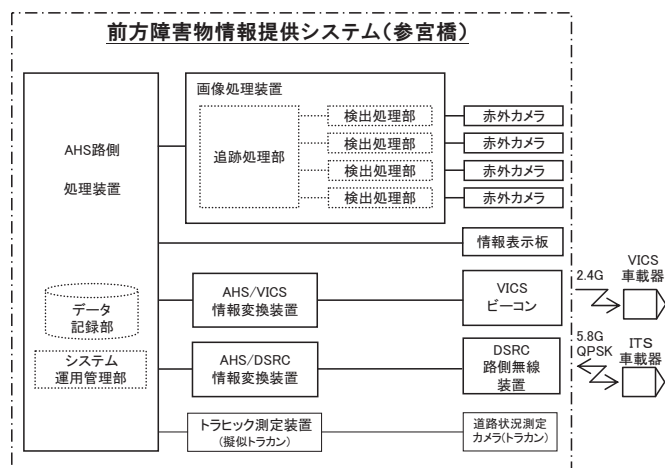 前方障害物情報提供システム(参宮橋)
AHS路側
処理装置
データ
記録部
システム
運用管理部
画像処理装置
追跡処理部
検出処理部
検出処理部
検出処理部
検出処理部
赤外カメラ
赤外カメラ
赤外カメラ
赤外カメラ
情報表示板
AHS/VICS
情報変換装置
VICS
ビーコン
2.4G
VICS
車載器
AHS/DSRC
情報変換装置
DSRC
路側無線
装置
5.8G
QPSK
ITS
車載器
トラヒック測定装置
(擬似トラカン)
道路状況測定
カメラ(トラカン)